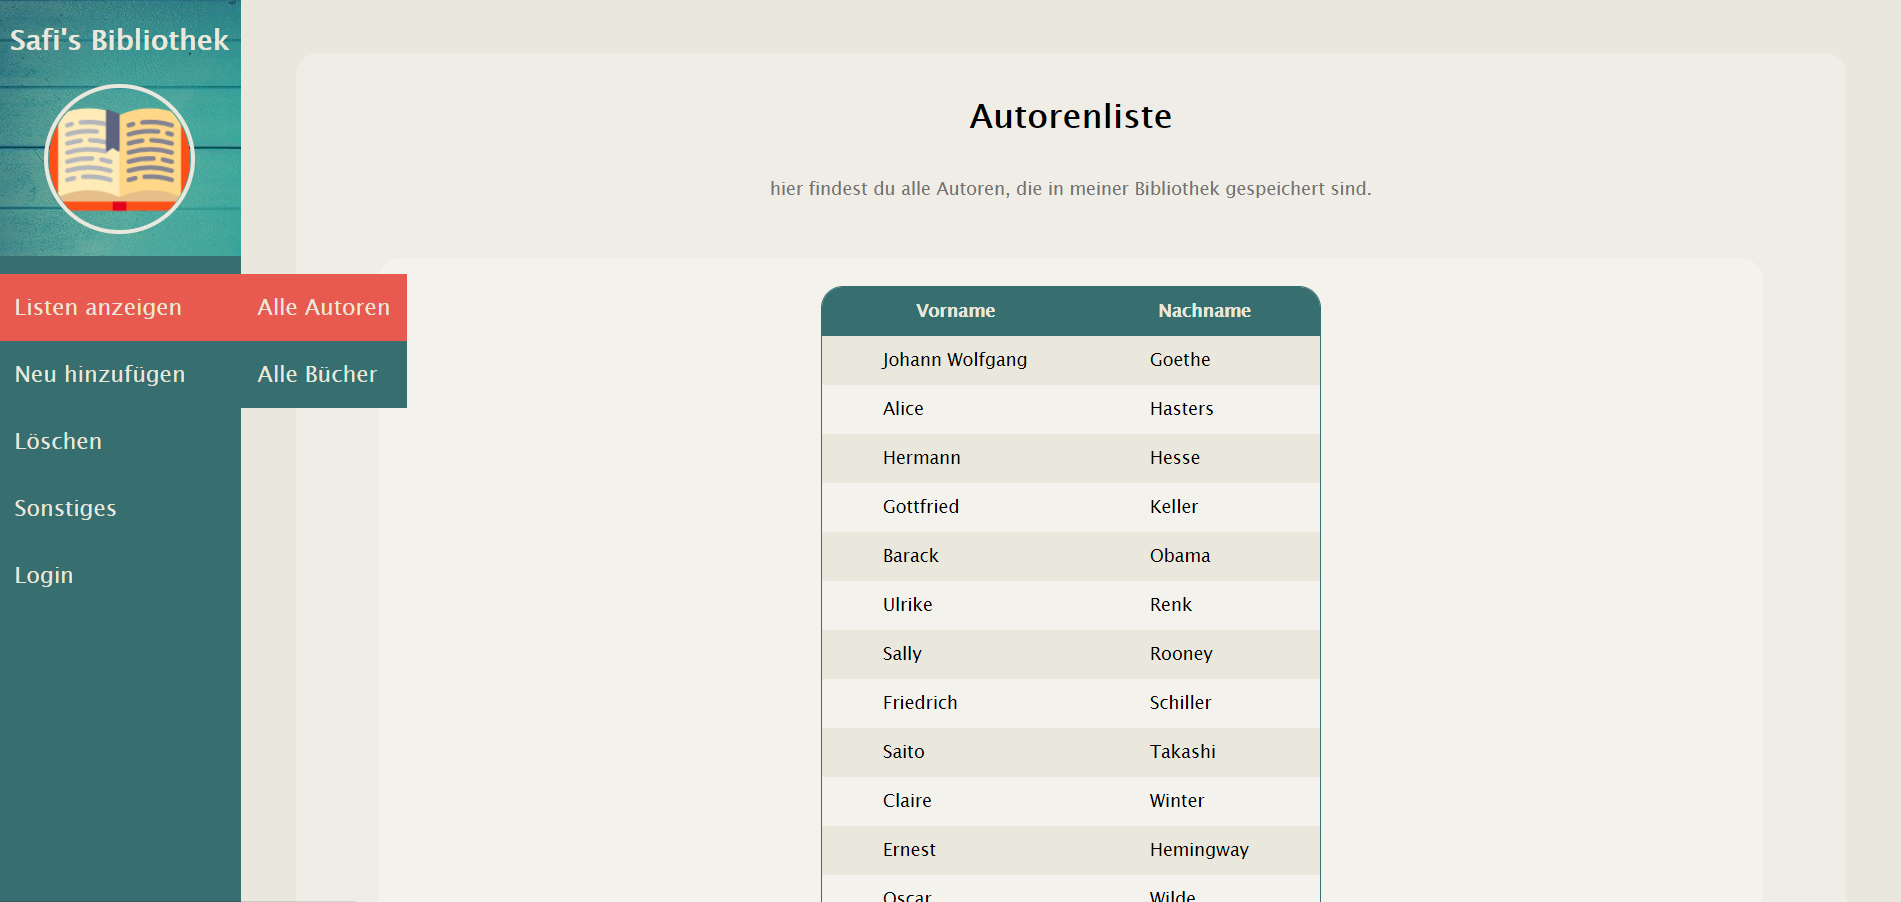 Safi's Bibliothek
Listen anzeigen
Alle Autoren
Neu hinzufügen
Alle Bücher
Löschen
Sonstiges
Login
Autorenliste
hier findest du alle Autoren, die in meiner Bibliothek gespeichert sind.
Vorname Nachname
Johann Wolfgang Goethe
Alice Hasters
Hermann Hesse
Gottfried Keller
Barack Obama
Ulrike Renk
Sally Rooney
Friedrich Schiller
Saito Takashi
Claire Winter
Ernest Hemingway
Oscar Wilde